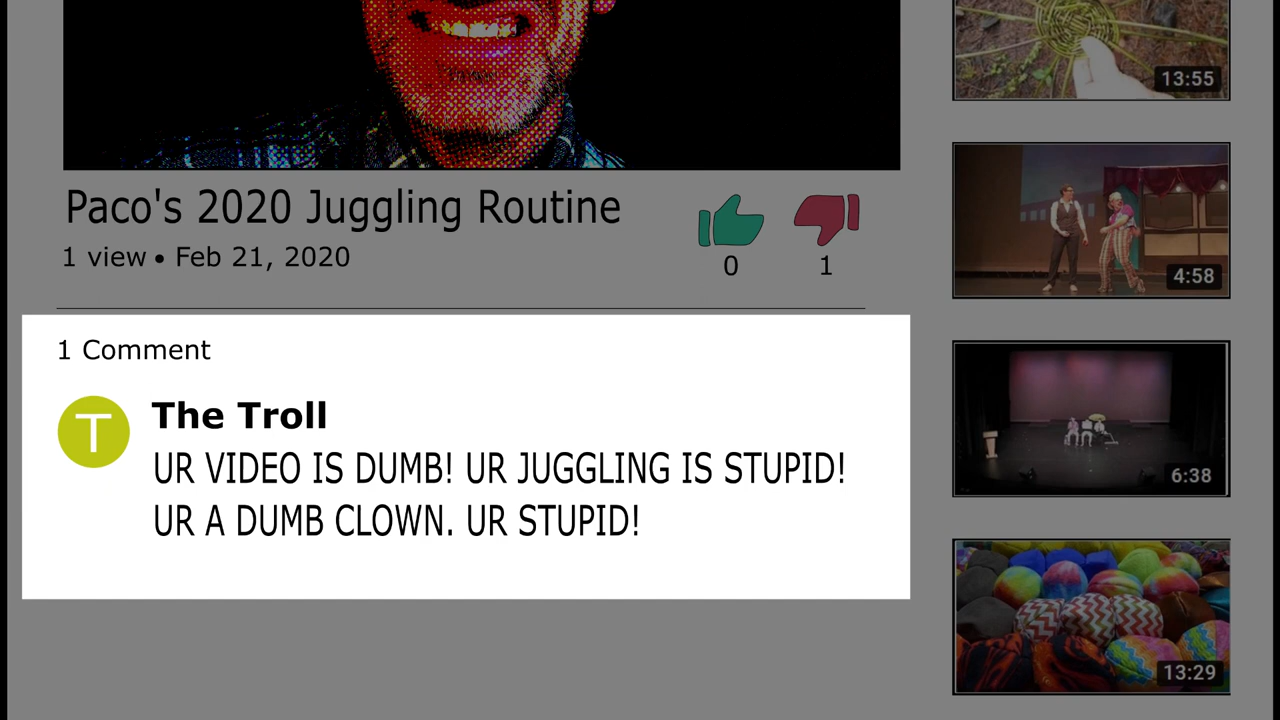 13:55
Paco's 2020 Juggling Routine
1 view • Feb 21, 2020
0
1
4:58
1 Comment
T
The Troll
UR VIDEO IS DUMB! UR JUGGLING IS STUPID!
UR A DUMB CLOWN. UR STUPID!
6:38
13:29